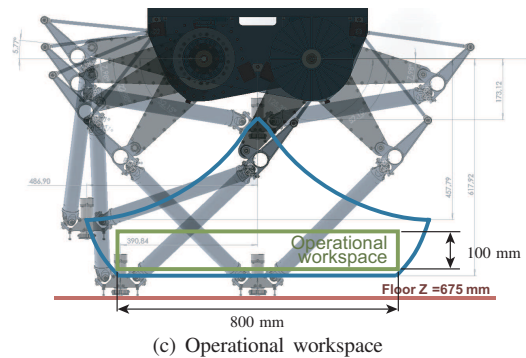 5,77°
173,12
486,90
457,79
617,92
390,84
Operational
workspace
100 mm
Floor Z =675 mm
800 mm
(c) Operational workspace